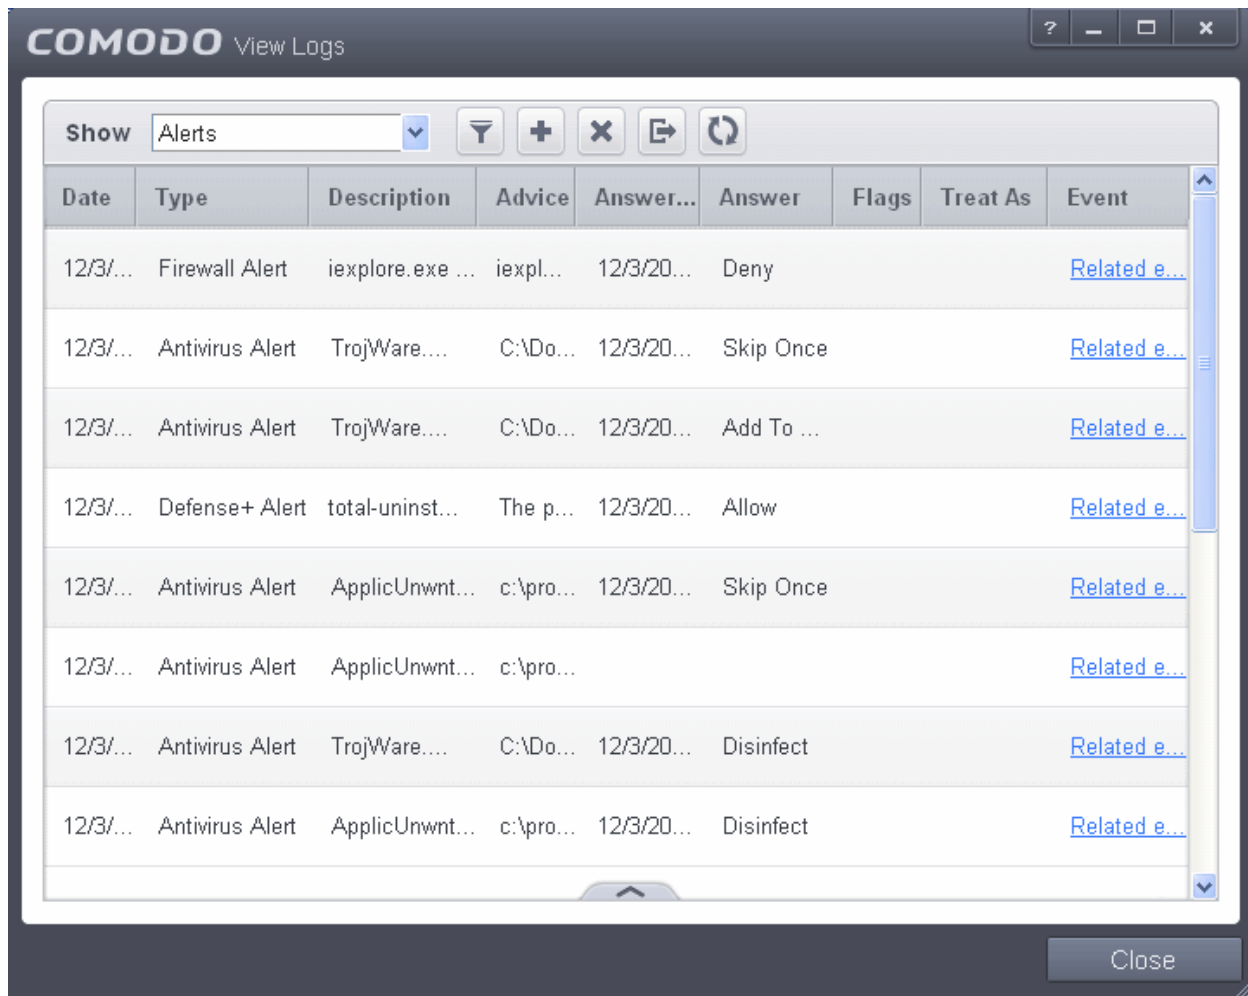 COMODO View Logs ?
Show Alerts
Date Type Description Advice Answer... Answer Flags Treat As Event
12/3/... Firewall Alert iexplore.exe ... iexpl... 12/3/20... Deny Related e...
12/3/... Antivirus Alert TrojWare.... C:\Do... 12/3/20... Skip Once Related e...
12/3/... Antivirus Alert TrojWare.... C:\Do... 12/3/20... Add To ... Related e...
12/3/... Defense+ Alert total-uninst... The p... 12/3/20... Allow Related e...
12/3/... Antivirus Alert ApplicUnwnt... c:\pro... 12/3/20... Skip Once Related e...
12/3/... Antivirus Alert ApplicUnwnt... c:\pro... Related e...
12/3/... Antivirus Alert TrojWare.... C:\Do... 12/3/20... Disinfect Related e...
12/3/... Antivirus Alert ApplicUnwnt... c:\pro... 12/3/20... Disinfect Related e...
Close